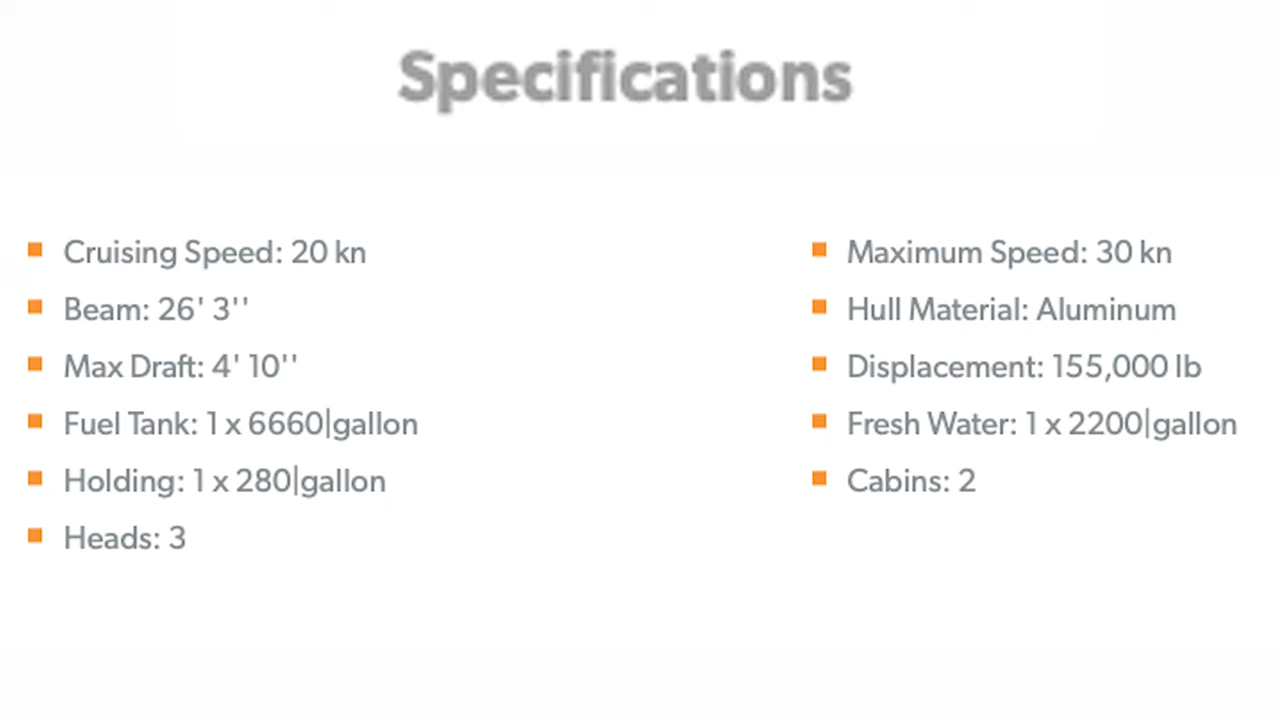 Specifications
Cruising Speed: 20 kn
Beam: 26' 3''
Max Draft: 4' 10''
Fuel Tank: 1 x 6660|gallon
Holding: 1 x 280|gallon
Heads: 3
Maximum Speed: 30 kn
Hull Material: Aluminum
Displacement: 155,000 lb
Fresh Water: 1 x 2200|gallon
Cabins: 2